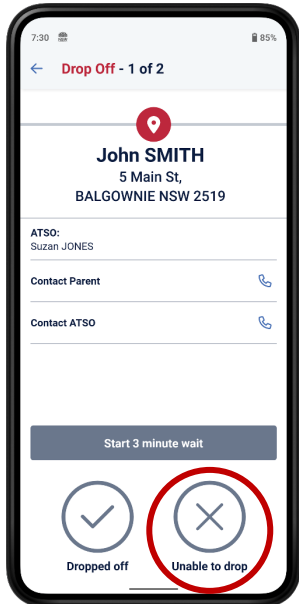 7:30
85%
Drop Off - 1 of 2
John SMITH
5 Main St,
BALGOWNIE NSW 2519
ATSO:
Suzan JONES
Contact Parent
Contact ATSO
Start 3 minute wait
Dropped off
Unable to drop